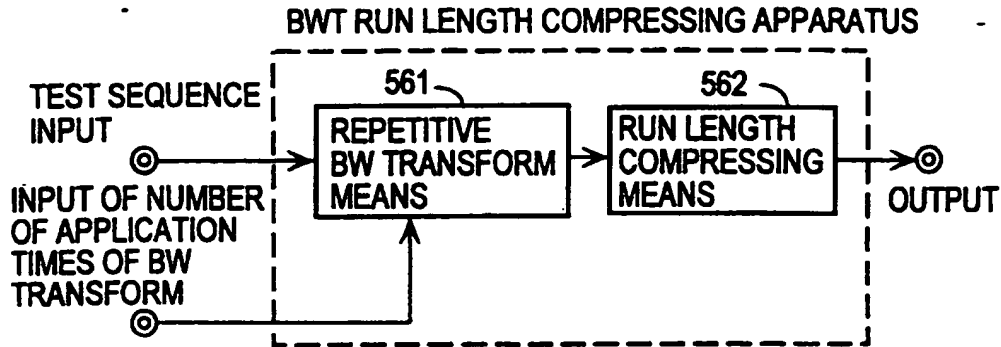 BWT RUN LENGTH COMPRESSING APPARATUS
561
562
TEST SEQUENCE
INPUT
REPETITIVE
BW TRANSFORM
MEANS
RUN LENGTH
COMPRESSING
MEANS
OUTPUT
INPUT OF NUMBER
OF APPLICATION
TIMES OF BW
TRANSFORM